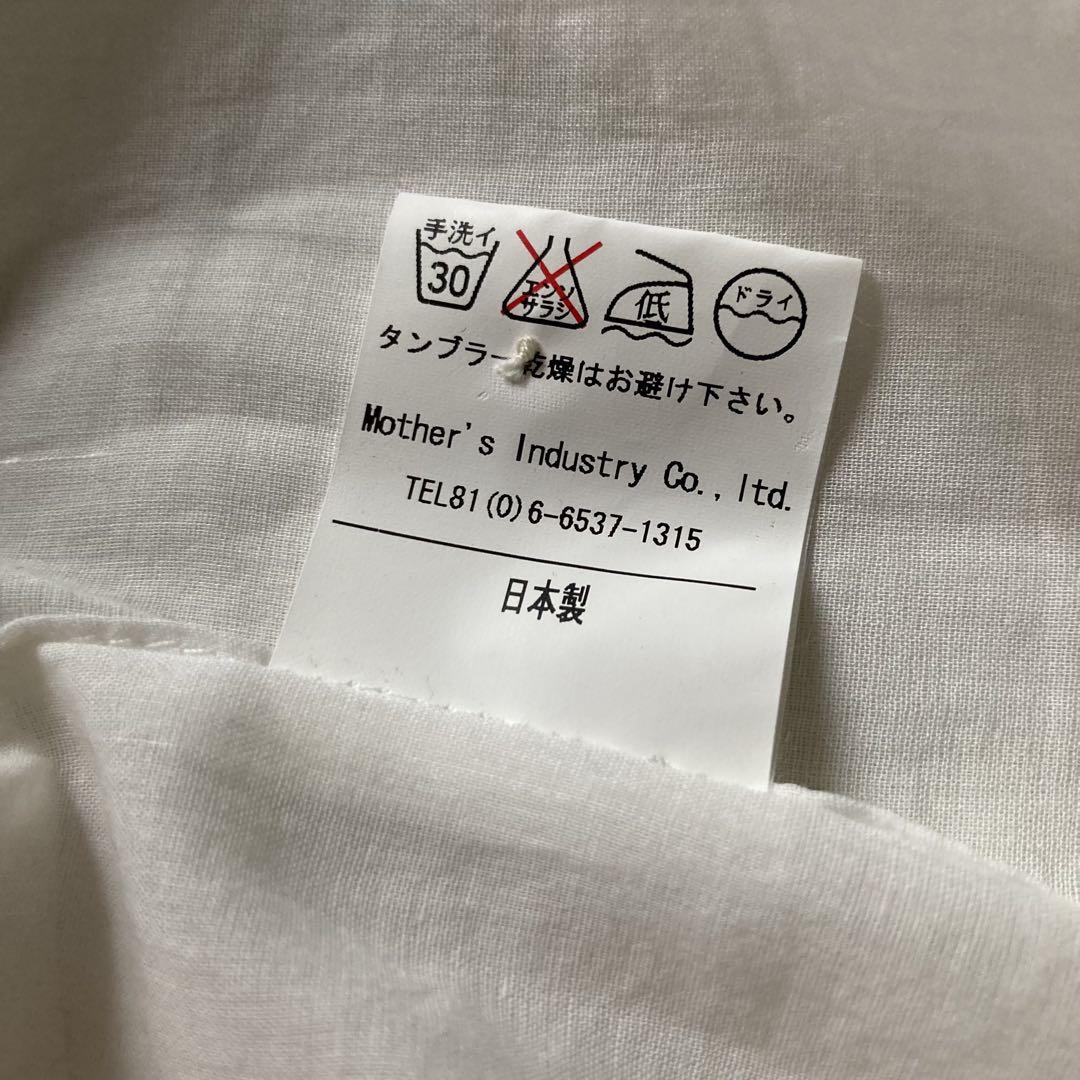 手洗イ 30 エンソサラシ 低 ドライ
タンブラー乾燥はお避け下さい。
Mother's Industry Co., ltd.
TEL81(0)6-6537-1315
日本製